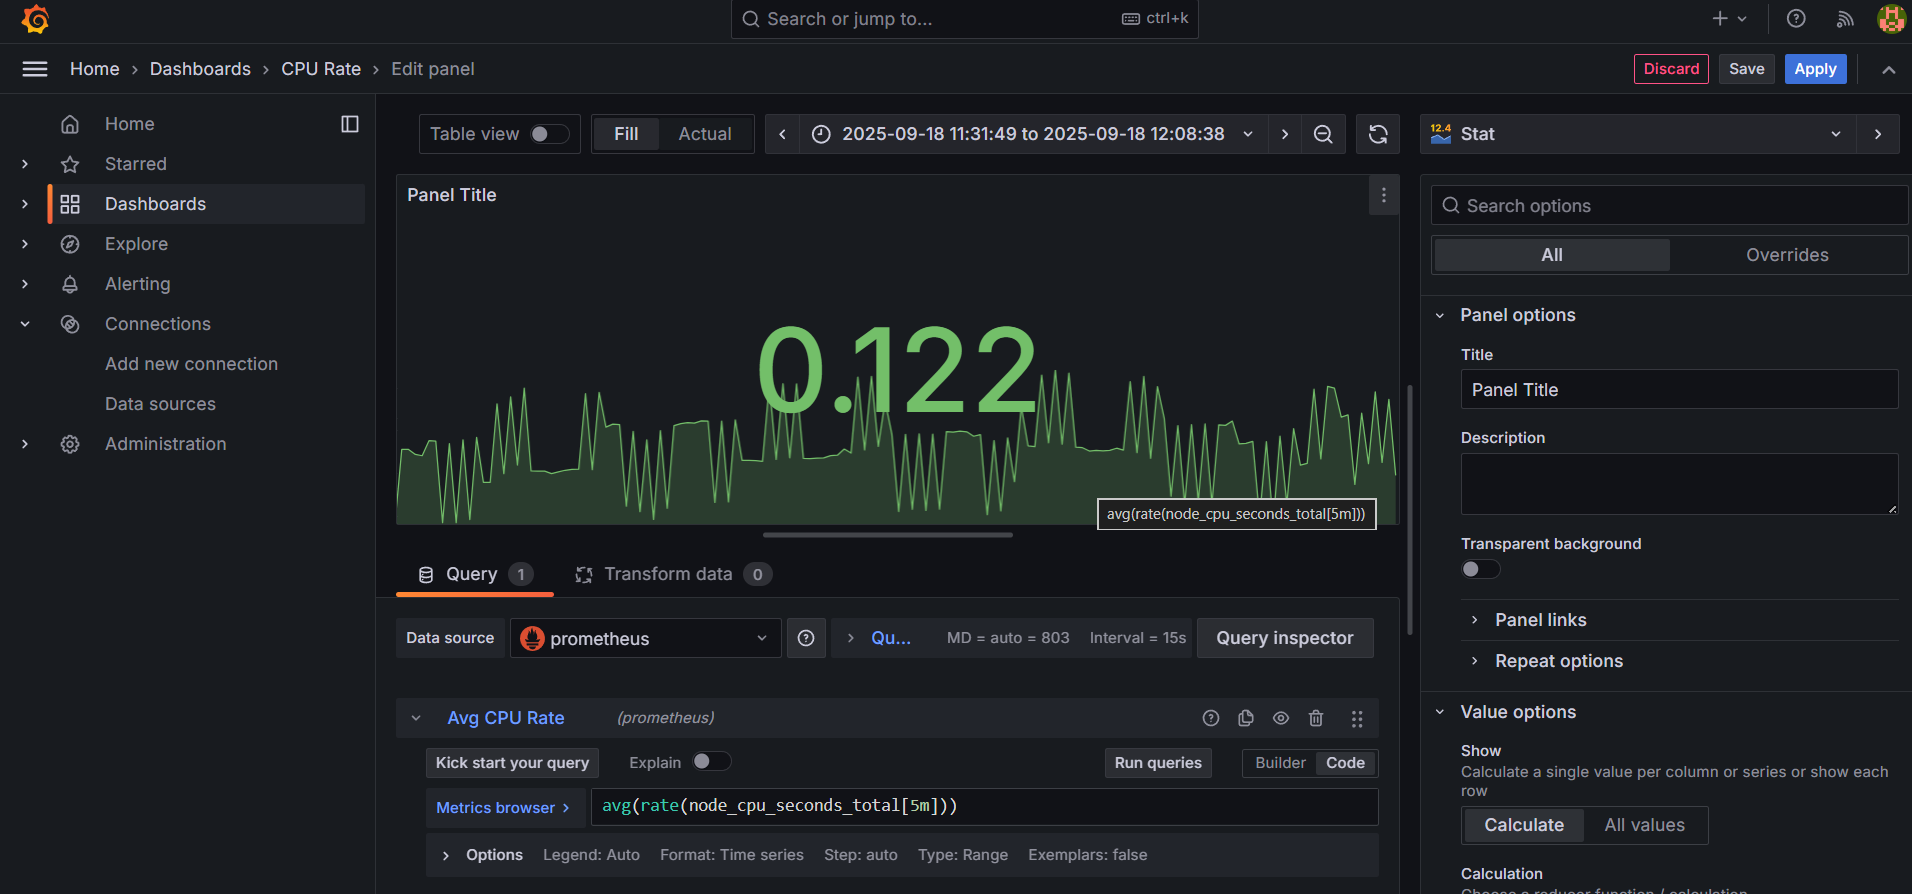 Search or jump to...
ctrl+k
Home › Dashboards › CPU Rate › Edit panel
Discard
Save
Apply
Home
Starred
Dashboards
Explore
Alerting
Connections
Add new connection
Data sources
Administration
Table view
Fill
Actual
2025-09-18 11:31:49 to 2025-09-18 12:08:38
Panel Title
0.122
avg(rate(node_cpu_seconds_total[5m]))
Query 1
Transform data 0
Data source
prometheus
Qu...
MD = auto = 803
Interval = 15s
Query inspector
Avg CPU Rate
(prometheus)
Kick start your query
Explain
Run queries
Builder
Code
Metrics browser ›
avg(rate(node_cpu_seconds_total[5m]))
Options
Legend: Auto
Format: Time series
Step: auto
Type: Range
Exemplars: false
12.4
Stat
Search options
All
Overrides
Panel options
Title
Panel Title
Description
Transparent background
Panel links
Repeat options
Value options
Show
Calculate a single value per column or series or show each
row
Calculate
All values
Calculation
Choose a reducer function / calculation